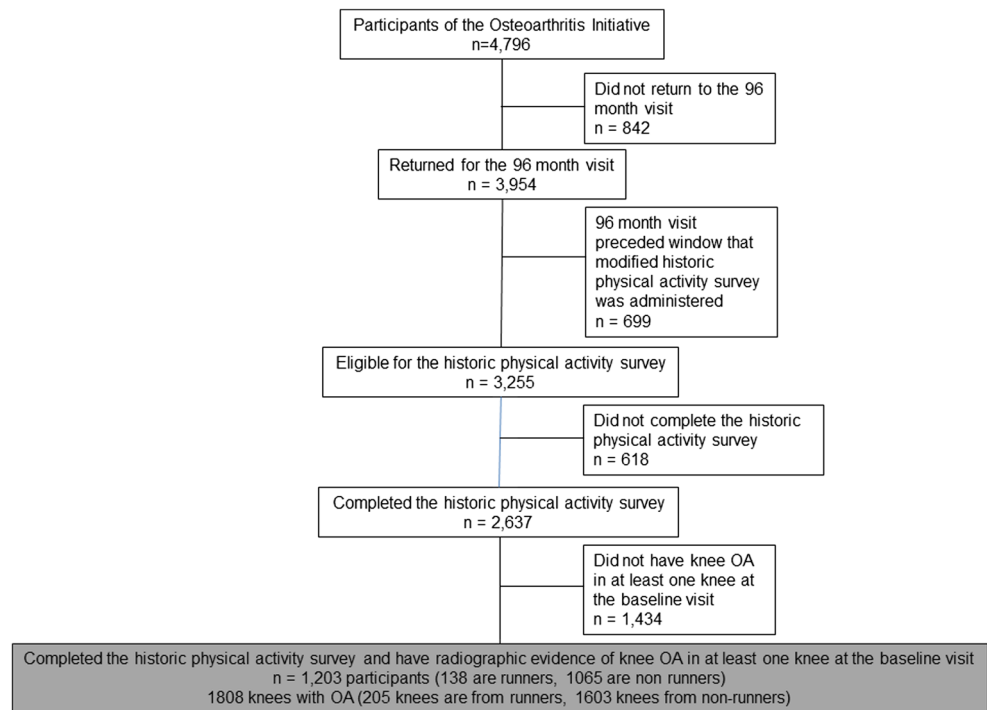 Participants of the Osteoarthritis Initiative
n=4,796
Did not return to the 96
month visit
n = 842
Returned for the 96 month visit
n = 3,954
96 month visit
preceded window that
modified historic
physical activity survey
was administered
n = 699
Eligible for the historic physical activity survey
n = 3,255
Did not complete the historic
physical activity survey
n = 618
Completed the historic physical activity survey
n = 2,637
Did not have knee OA
in at least one knee at
the baseline visit
n = 1,434
Completed the historic physical activity survey and have radiographic evidence of knee OA in at least one knee at the baseline visit
n = 1,203 participants (138 are runners, 1065 are non runners)
1808 knees with OA (205 knees are from runners, 1603 knees from non-runners)